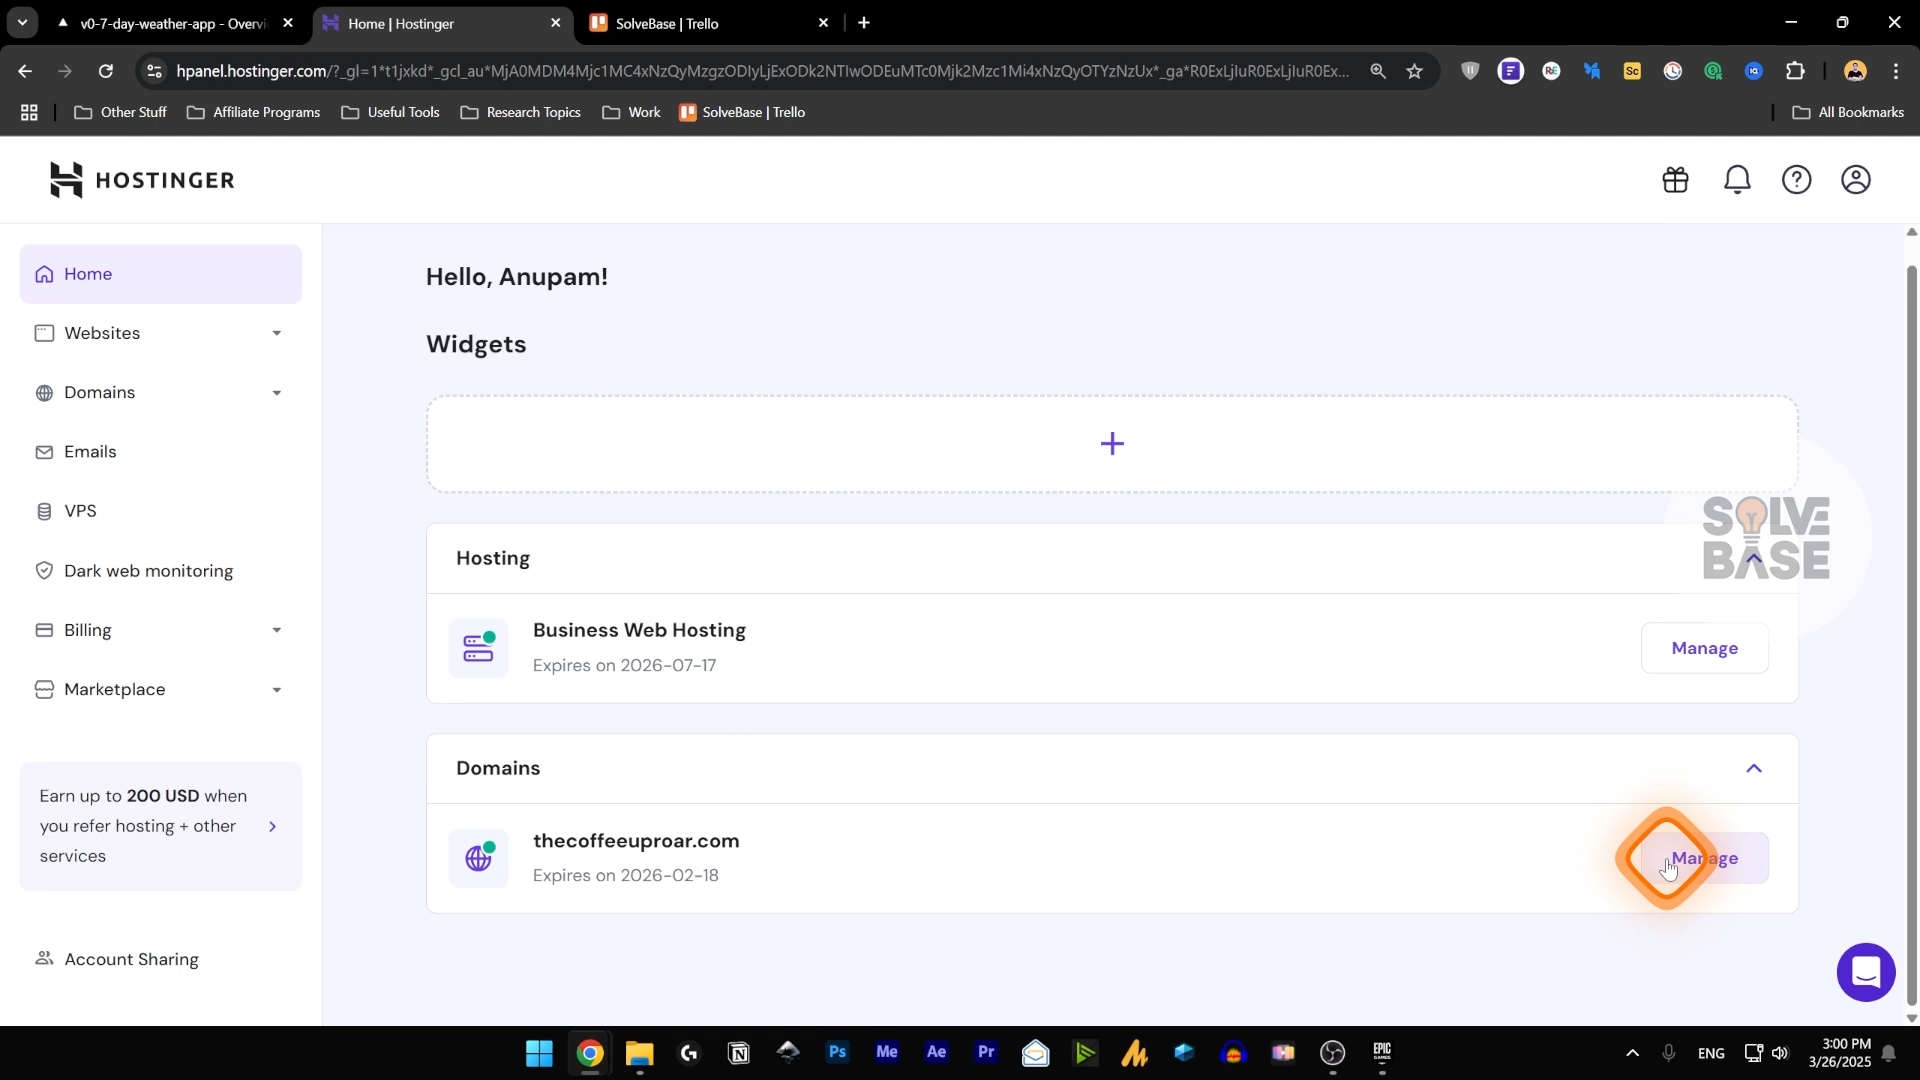 v0-7-day-weather-app - Overvi
Home | Hostinger
SolveBase | Trello
hpanel.hostinger.com/?_gl=1*t1jxkd*_gcl_au*MjA0MDM4Mjc1MC4xNzQyMzgzODIyLjExODk2NTIwODEuMTc0Mjk2Mzc1Mi4xNzQyOTYzNzUx*_ga*R0ExLjIuR0ExLjIuR0Ex...
Other Stuff
Affiliate Programs
Useful Tools
Research Topics
Work
SolveBase | Trello
All Bookmarks
HOSTINGER
Home
Websites
Domains
Emails
VPS
Dark web monitoring
Billing
Marketplace
Earn up to 200 USD when
you refer hosting + other
services
Account Sharing
Hello, Anupam!
Widgets
+
SOLVE
BASE
Hosting
Business Web Hosting
Expires on 2026-07-17
Manage
Domains
thecoffeeuproar.com
Expires on 2026-02-18
Manage
Ps
Me
Ae
Pr
EPIC
GAMES
ENG
3:00 PM
3/26/2025